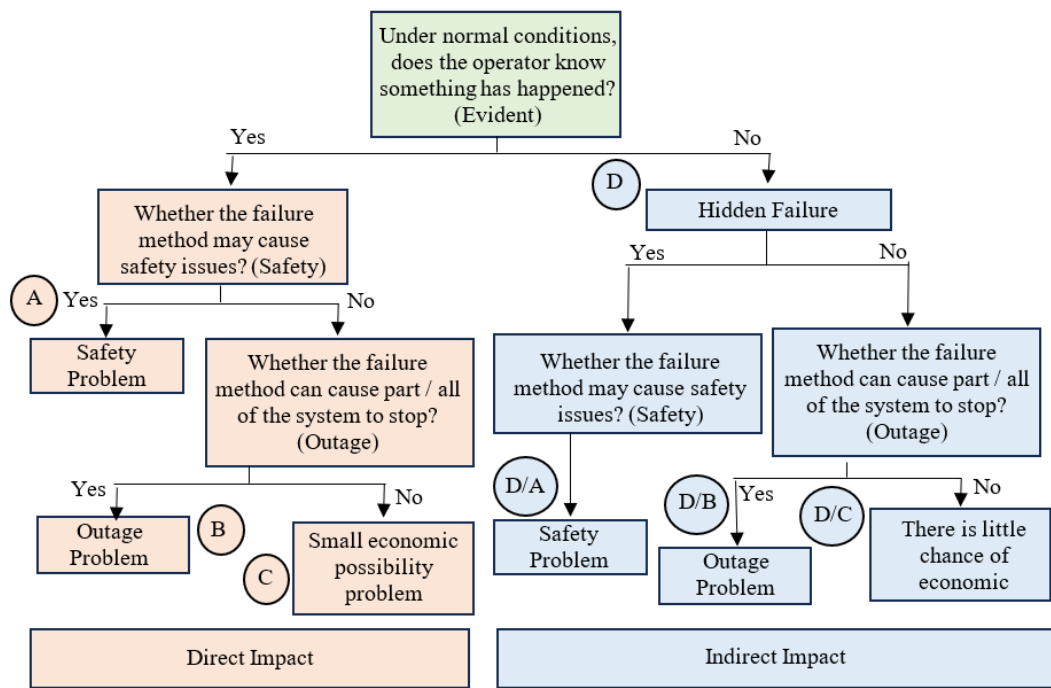 Under normal conditions,
does the operator know
something has happened?
(Evident)
Yes
No
D
Whether the failure
method may cause
safety issues? (Safety)
Hidden Failure
Yes
No
A
Yes
No
Safety
Problem
Whether the failure
method can cause part / all
of the system to stop?
(Outage)
Whether the failure
method may cause safety
issues? (Safety)
Whether the failure
method can cause part / all
of the system to stop?
(Outage)
Yes
No
D/A
D/B
Yes
D/C
No
Outage
Problem
B
C
Small economic
possibility
problem
Safety
Problem
Outage
Problem
There is little
chance of
economic
Direct Impact
Indirect Impact